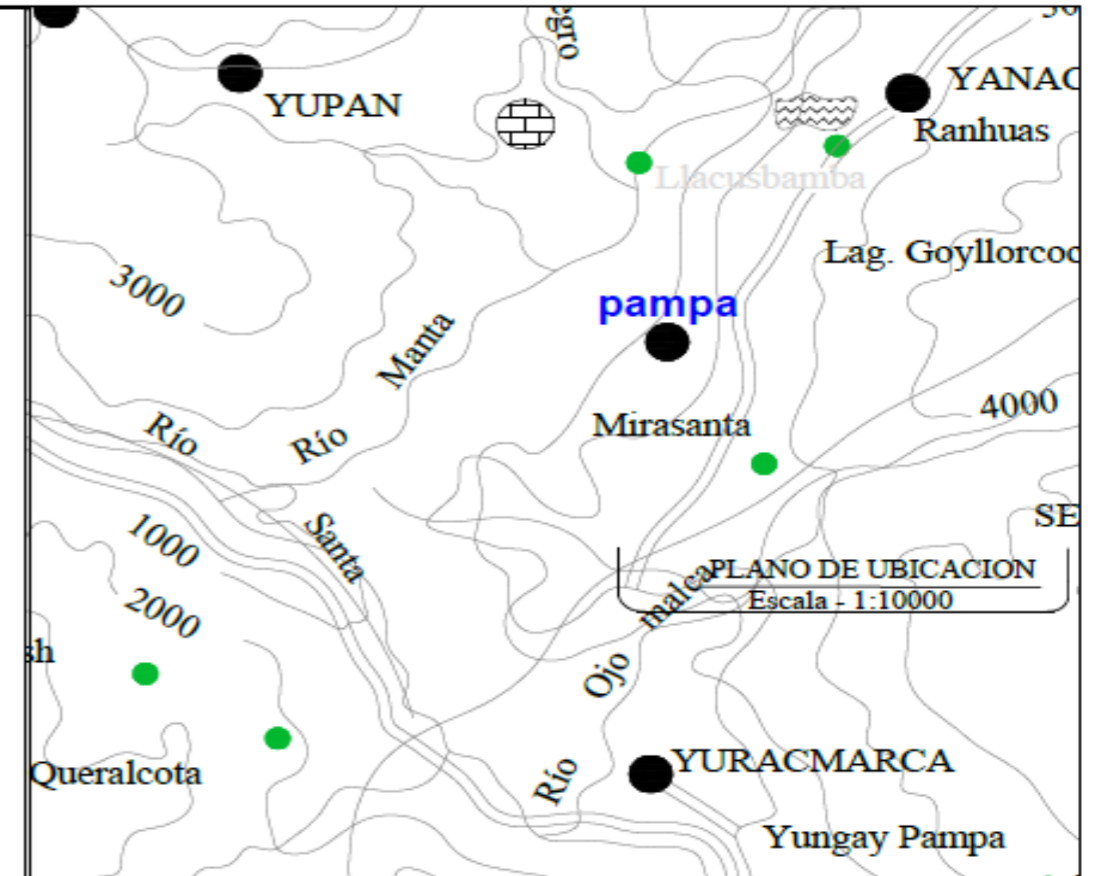 gro
YANAC
YUPAN
Ranhuas
Llacusbamba
Lag. Goyllorcoc
3000
pampa
Manta
4000
Mirasanta
Río
Río
SE
Santa
1000
PLANO DE UBICACION
malca
Escala - 1:10000
2000
sh
Ojo
YURACMARCA
Queralcota
Río
Yungay Pampa